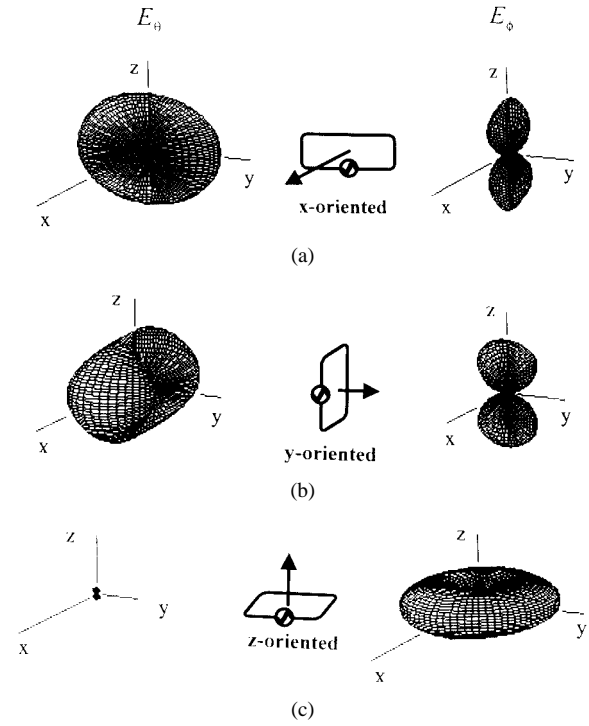 E_θ E_ϕ
z z
y y
x x
x-oriented
(a)
z z
y y
x x
y-oriented
(b)
z z
y y
x x
z-oriented
(c)